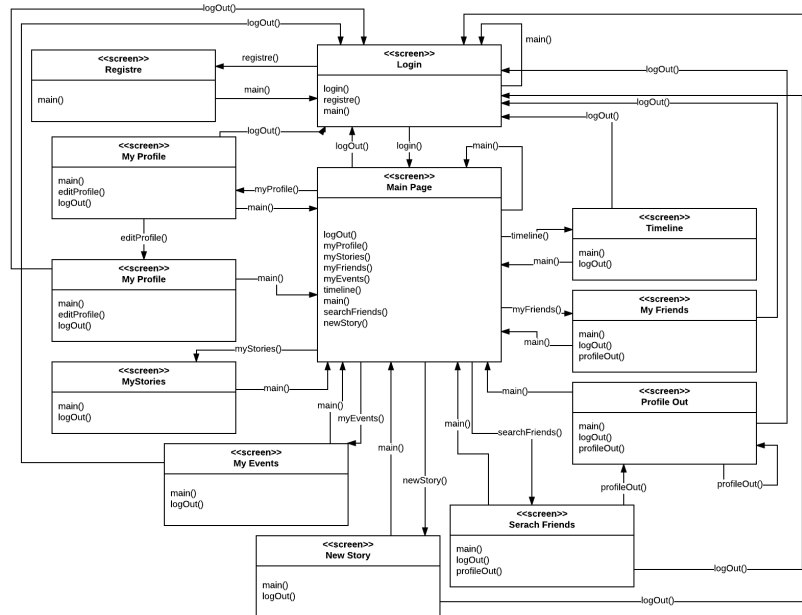 logOut()
logOut()
<<screen>>
Login
login()
registre()
main()
main()
registre()
main()
<<screen>>
Registre
main()
logOut()
logOut()
logOut()
logOut()
logOut()
login()
<<screen>>
My Profile
main()
editProfile()
logOut()
myProfile()
main()
editProfile()
<<screen>>
Main Page
logOut()
myProfile()
myStories()
myFriends()
myEvents()
timeline()
main()
searchFriends()
newStory()
main()
timeline()
main()
<<screen>>
Timeline
main()
logOut()
<<screen>>
My Profile
main()
editProfile()
logOut()
main()
myFriends()
main()
<<screen>>
My Friends
main()
logOut()
profileOut()
myStories()
<<screen>>
MyStories
main()
logOut()
main()
main()
myEvents()
main()
main()
searchFriends()
main()
<<screen>>
Profile Out
main()
logOut()
profileOut()
profileOut()
profileOut()
<<screen>>
My Events
main()
logOut()
newStory()
<<screen>>
Serach Friends
main()
logOut()
profileOut()
logOut()
<<screen>>
New Story
main()
logOut()
logOut()